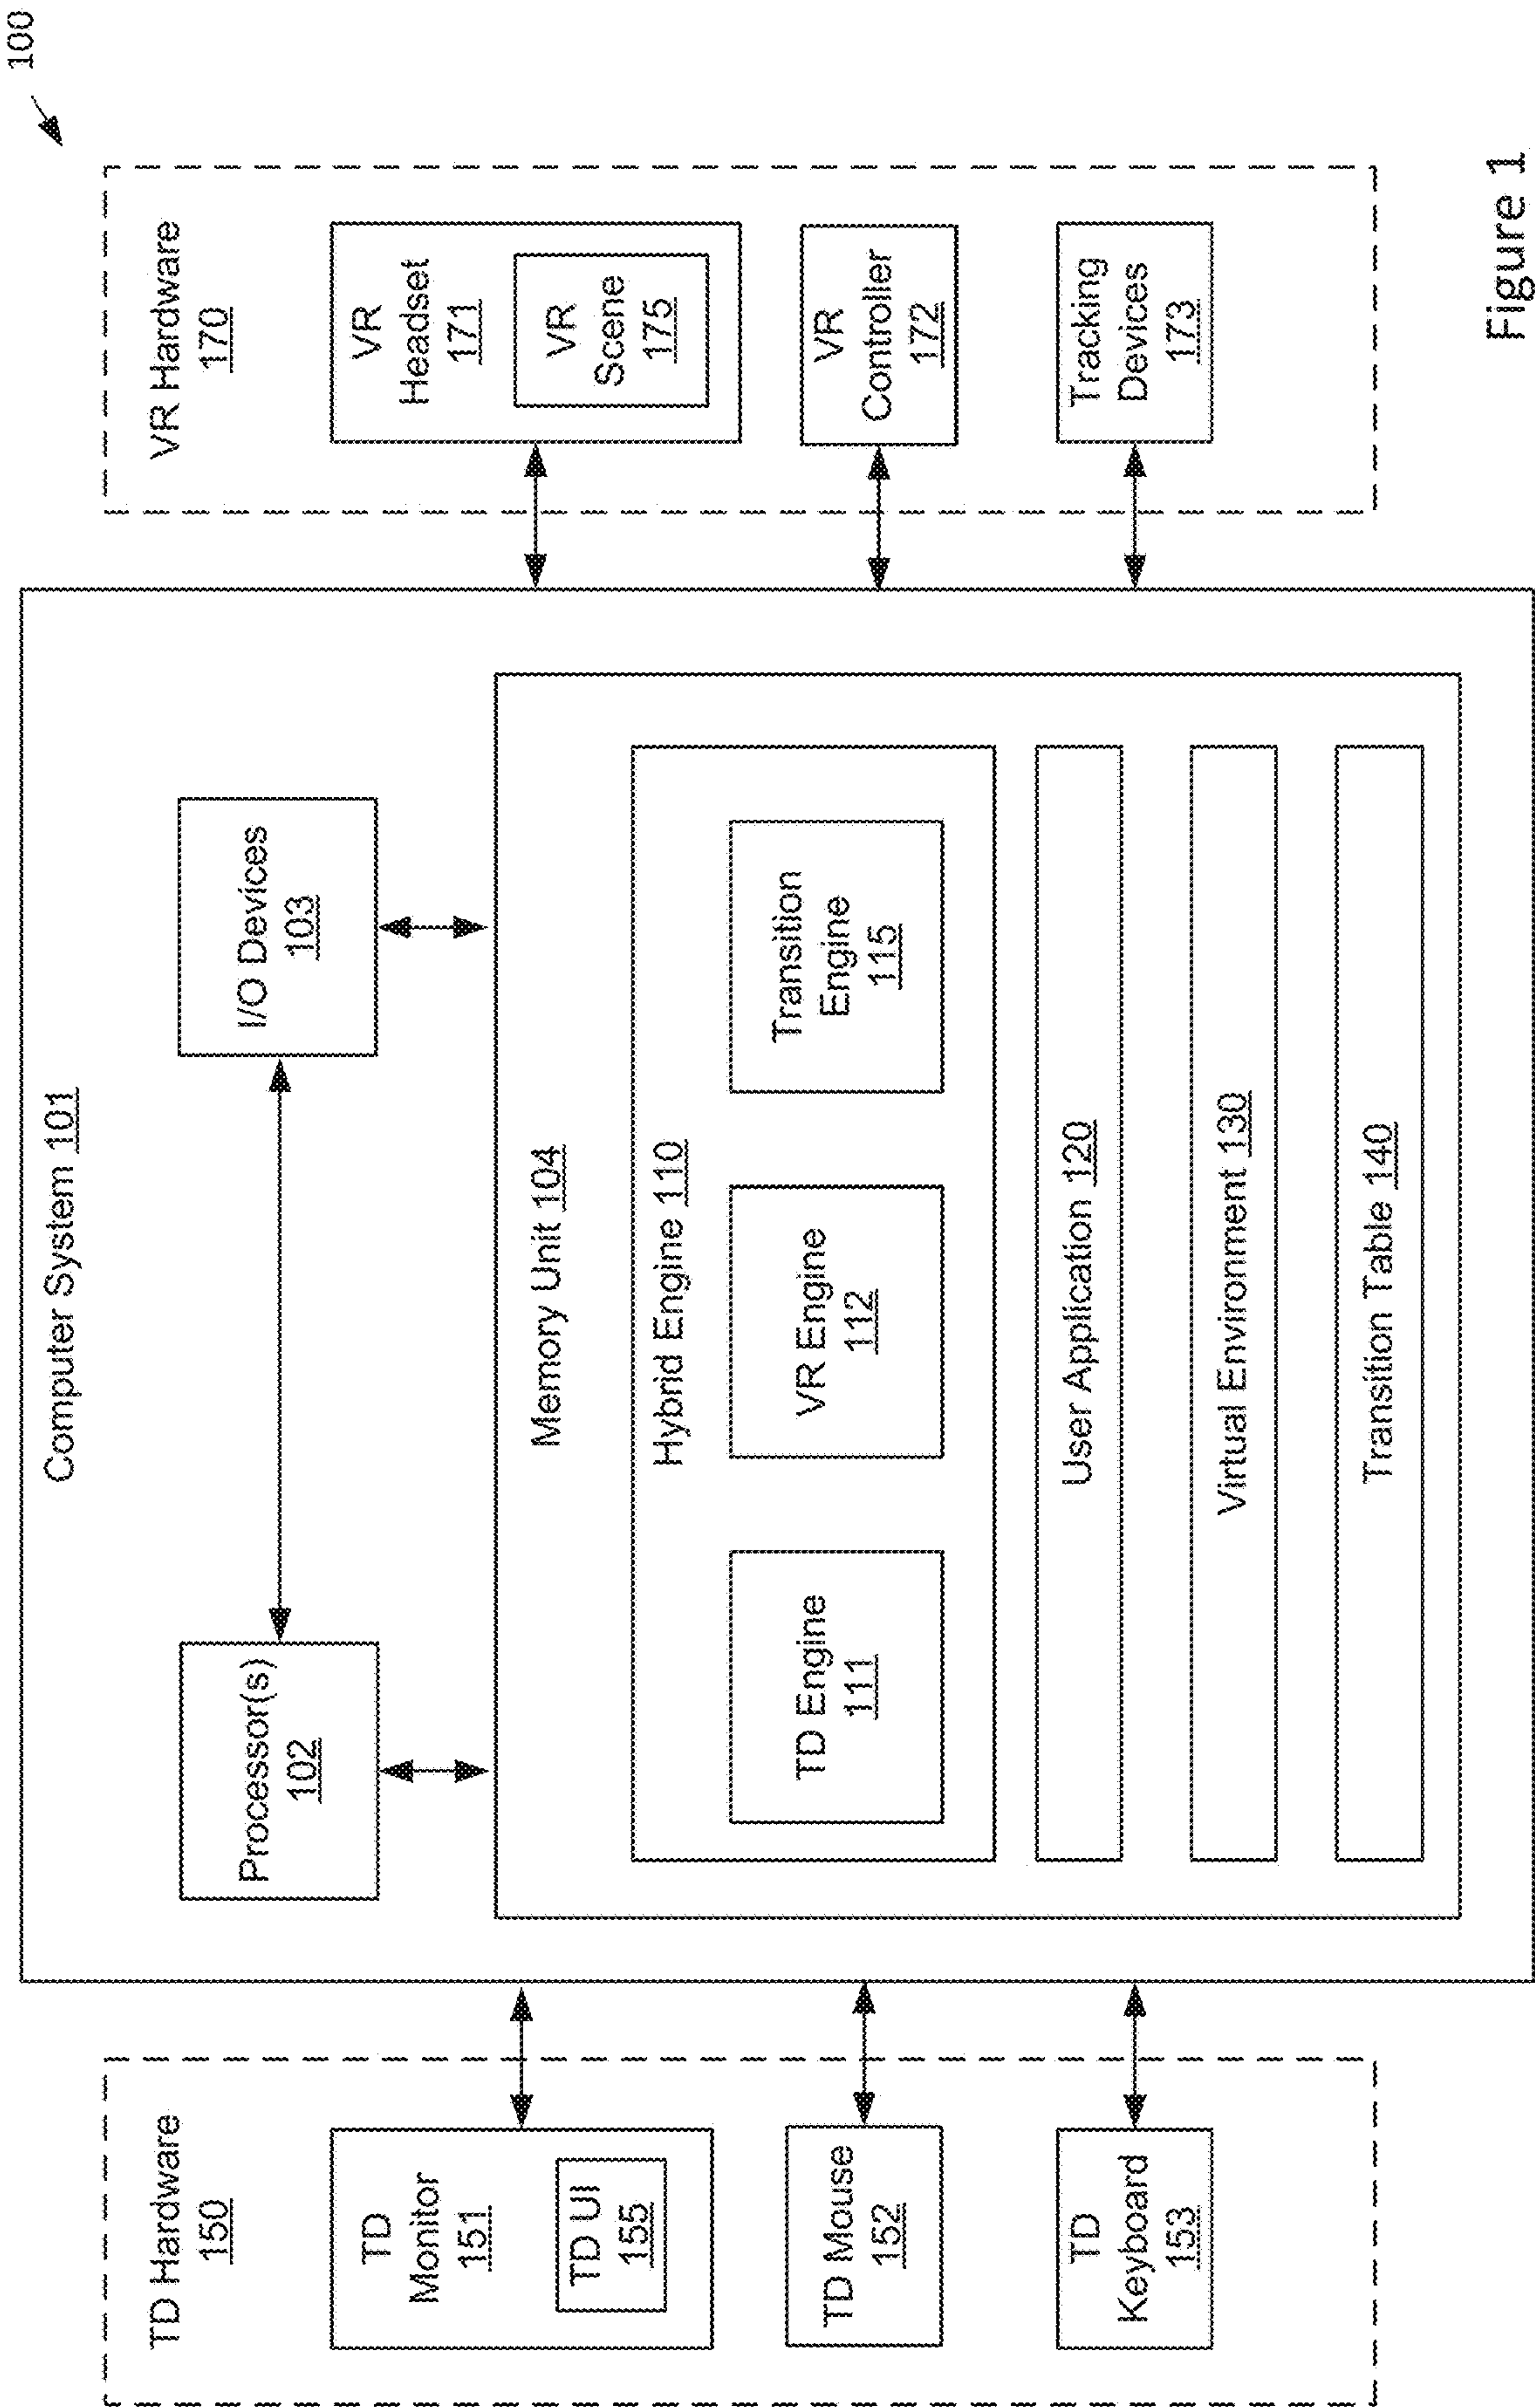 100
TD Hardware
150
TD
Monitor
151
TD UI
155
TD Mouse
152
TD
Keyboard
153
Computer System 101
Processor(s)
102
I/O Devices
103
Memory Unit 104
Hybrid Engine 110
TD Engine
111
VR Engine
112
Transition
Engine
115
User Application 120
Virtual Environment 130
Transition Table 140
VR Hardware
170
VR
Headset
171
VR
Scene
175
VR
Controller
172
Tracking
Devices
173
Figure 1